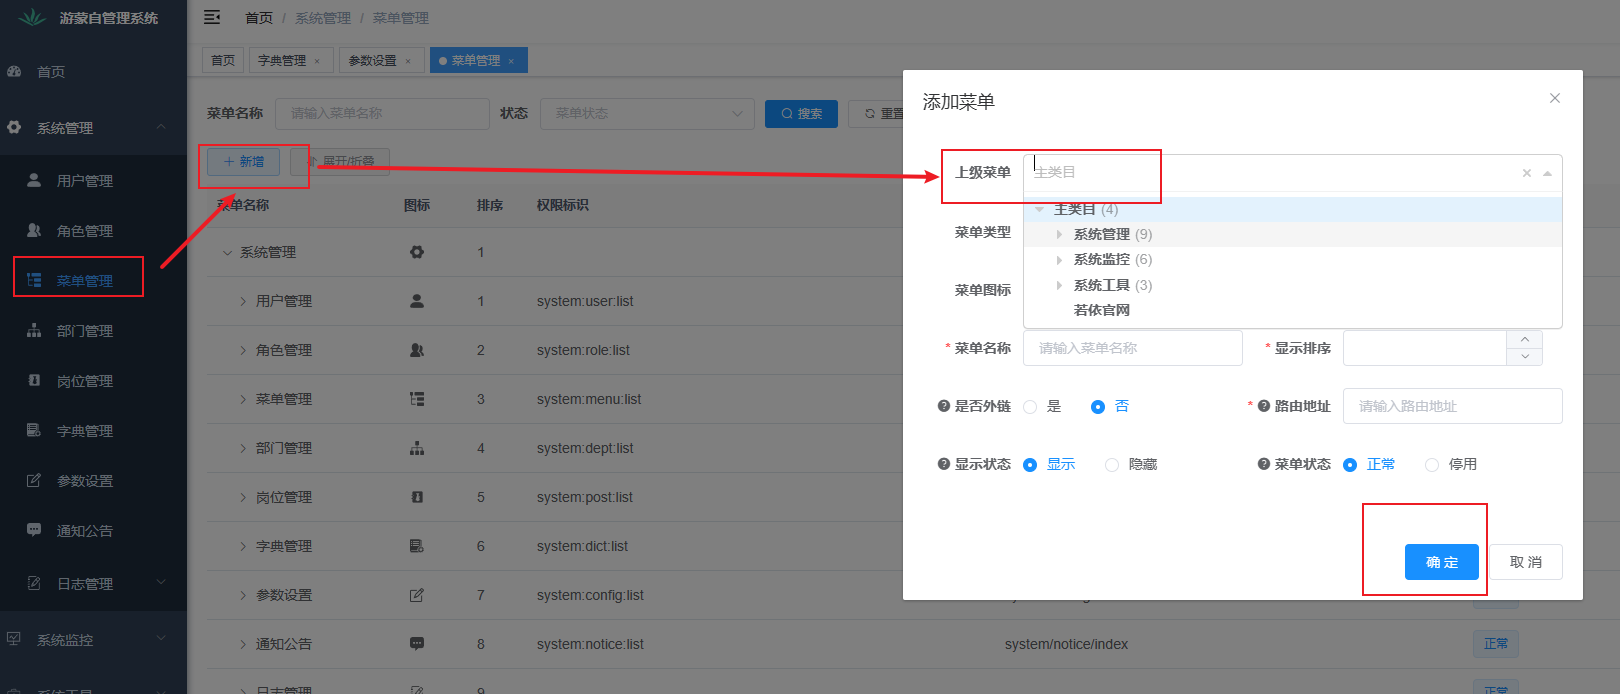 游蒙自管理系统
首页 / 系统管理 / 菜单管理
首页
字典管理 ×
参数设置 ×
菜单管理 ×
首页
系统管理
用户管理
角色管理
菜单管理
部门管理
岗位管理
字典管理
参数设置
通知公告
日志管理
系统监控
系统工具
菜单名称 请输入菜单名称 状态 菜单状态 搜索 重置
新增 展开/折叠
菜单名称 图标 排序 权限标识
系统管理 1
用户管理 1 system:user:list
角色管理 2 system:role:list
菜单管理 3 system:menu:list
部门管理 4 system:dept:list
岗位管理 5 system:post:list
字典管理 6 system:dict:list
参数设置 7 system:config:list
通知公告 8 system:notice:list system/notice/index 正常
日志管理 9 正常
添加菜单
上级菜单 主类目
主类目 (4)
系统管理 (9)
系统监控 (6)
系统工具 (3)
若依官网
菜单类型
菜单图标
* 菜单名称 请输入菜单名称 * 显示排序
是否外链 是 否 * 路由地址 请输入路由地址
显示状态 显示 隐藏 菜单状态 正常 停用
确 定 取 消